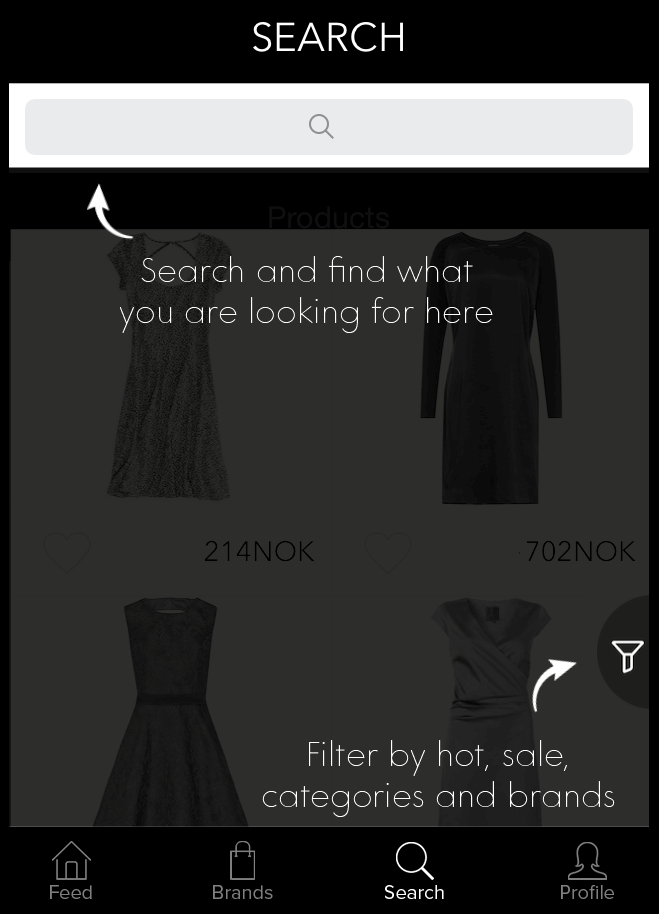 SEARCH
Products
Search and find what
you are looking for here
214NOK
702NOK
Filter by hot, sale,
categories and brands
Feed
Brands
Search
Profile